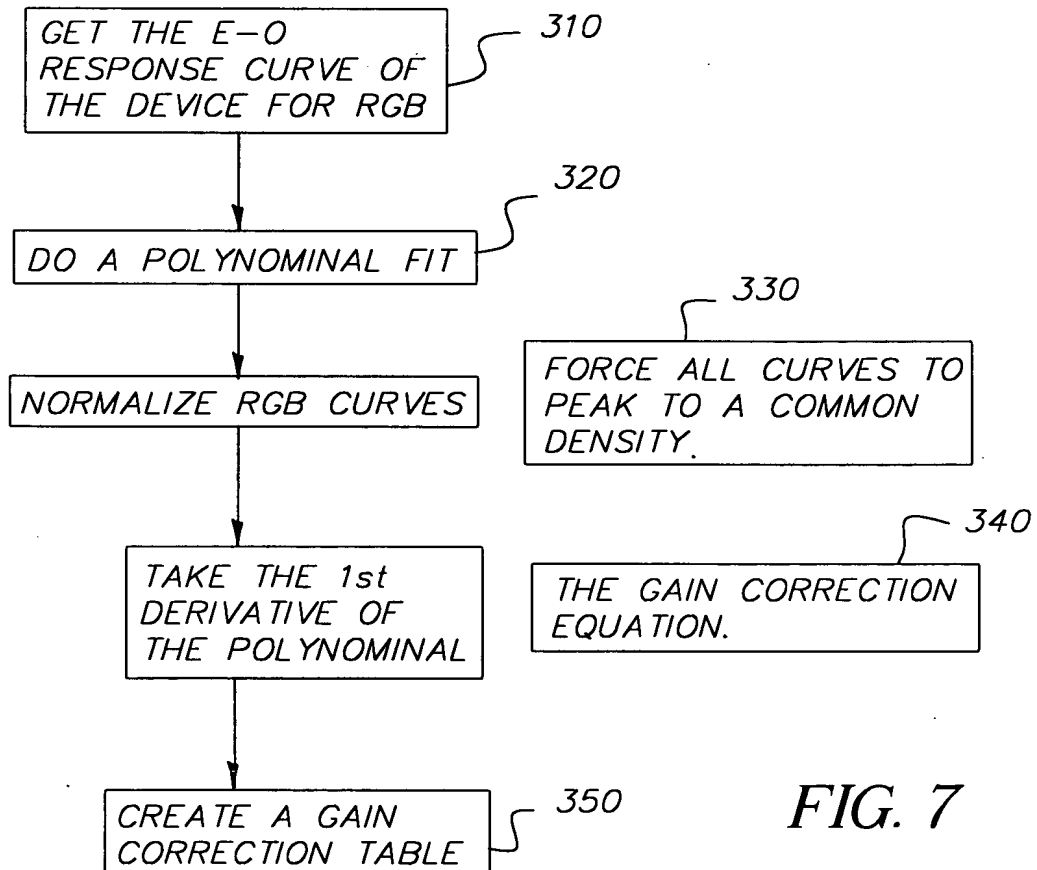 GET THE E-O
RESPONSE CURVE OF
THE DEVICE FOR RGB
310
320
DO A POLYNOMINAL FIT
330
NORMALIZE RGB CURVES
FORCE ALL CURVES TO
PEAK TO A COMMON
DENSITY.
340
TAKE THE 1st
DERIVATIVE OF
THE POLYNOMINAL
THE GAIN CORRECTION
EQUATION.
350
CREATE A GAIN
CORRECTION TABLE
FIG. 7